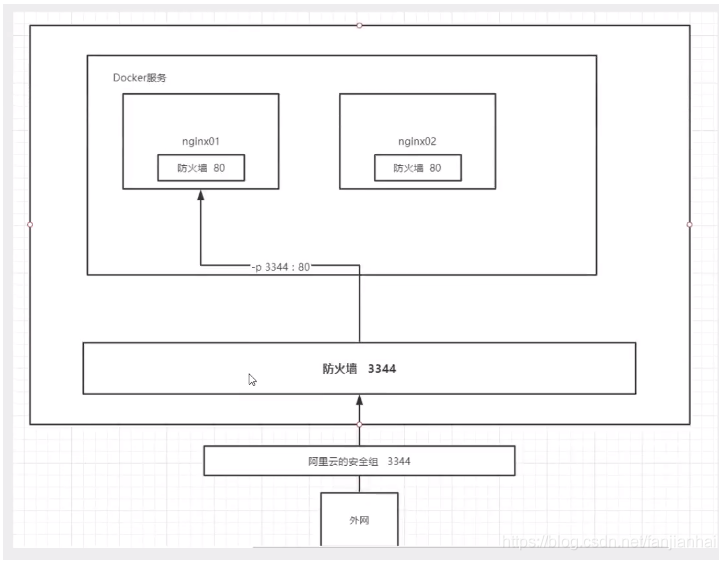 Docker服务
ngInx01
ngInx02
防火墙 80
防火墙 80
-p 3344：80
防火墙 3344
阿里云的安全组 3344
外网
https://blog.csdn.net/fanjianhai